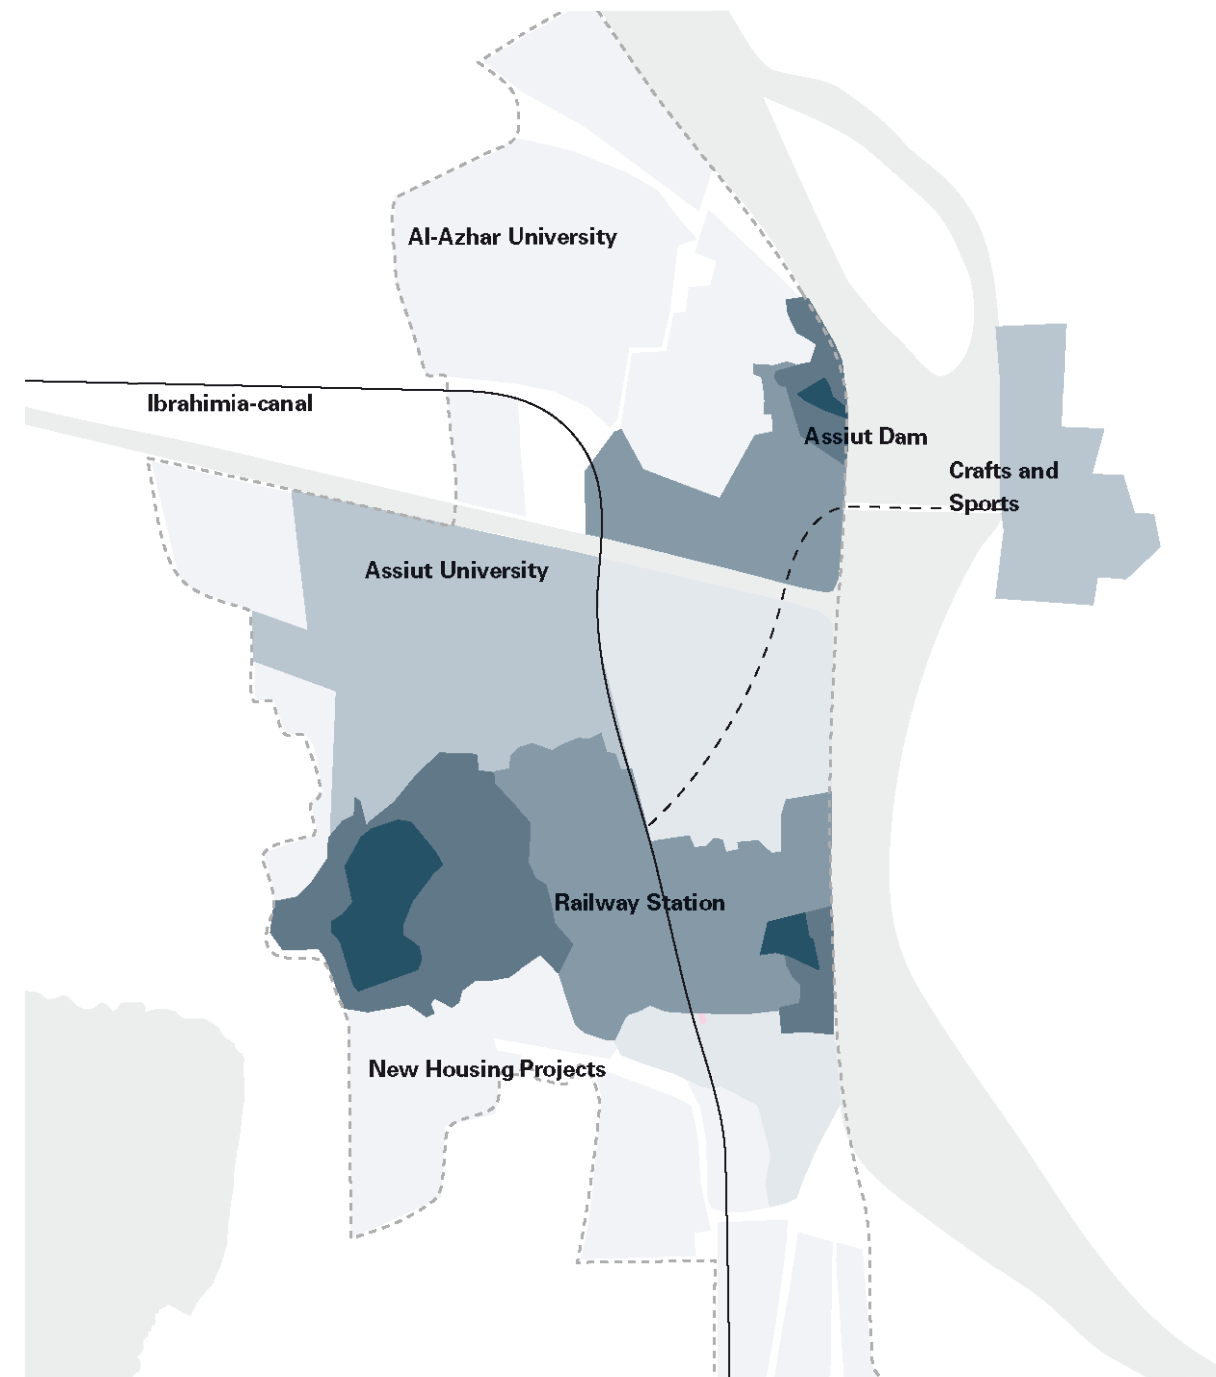 Al-Azhar University
Ibrahimia-canal
Assiut Dam
Crafts and
Sports
Assiut University
Railway Station
New Housing Projects